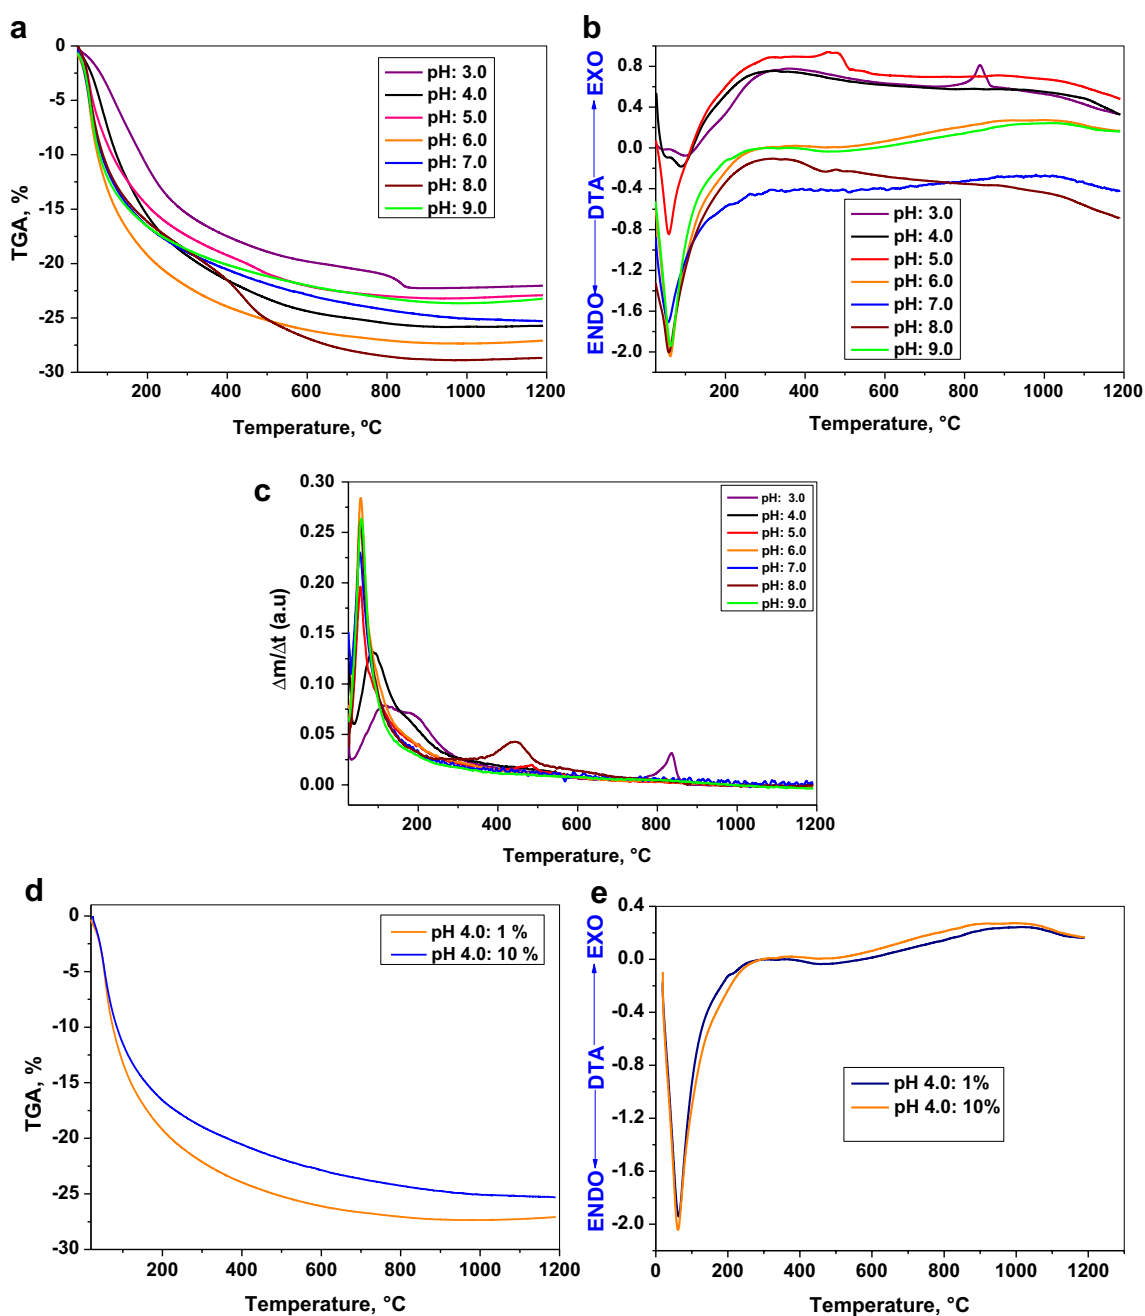 a
0
-5
-10
-15
-20
-25
-30
TGA, %
200 400 600 800 1000 1200
Temperature, ºC
pH: 3.0
pH: 4.0
pH: 5.0
pH: 6.0
pH: 7.0
pH: 8.0
pH: 9.0
b
ENDO DTA EXO
0.8
0.4
0.0
-0.4
-0.8
-1.2
-1.6
-2.0
200 400 600 800 1000 1200
Temperature, °C
pH: 3.0
pH: 4.0
pH: 5.0
pH: 6.0
pH: 7.0
pH: 8.0
pH: 9.0
c
0.30
0.25
0.20
0.15
0.10
0.05
0.00
Δm/Δt (a.u)
200 400 600 800 1000 1200
Temperature, °C
pH: 3.0
pH: 4.0
pH: 5.0
pH: 6.0
pH: 7.0
pH: 8.0
pH: 9.0
d
0
-5
-10
-15
-20
-25
-30
TGA, %
200 400 600 800 1000 1200
Temperature, °C
pH 4.0: 1 %
pH 4.0: 10 %
e
ENDO DTA EXO
0.4
0.0
-0.4
-0.8
-1.2
-1.6
-2.0
0 200 400 600 800 1000 1200
Temperature, °C
pH 4.0: 1%
pH 4.0: 10%